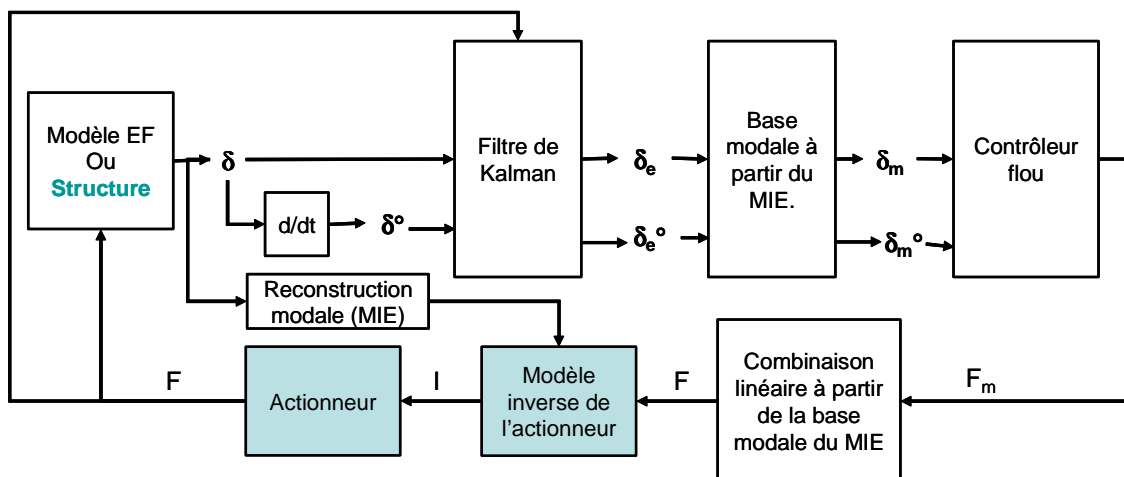 Modèle EF
Ou
Structure
δ
d/dt
δ°
Filtre de
Kalman
δe
δe°
Base
modale à
partir du
MIE.
δm
δm°
Contrôleur
flou
Reconstruction
modale (MIE)
F
Actionneur
I
Modèle
inverse de
l'actionneur
F
Combinaison
linéaire à partir
de la base
modale du MIE
Fm